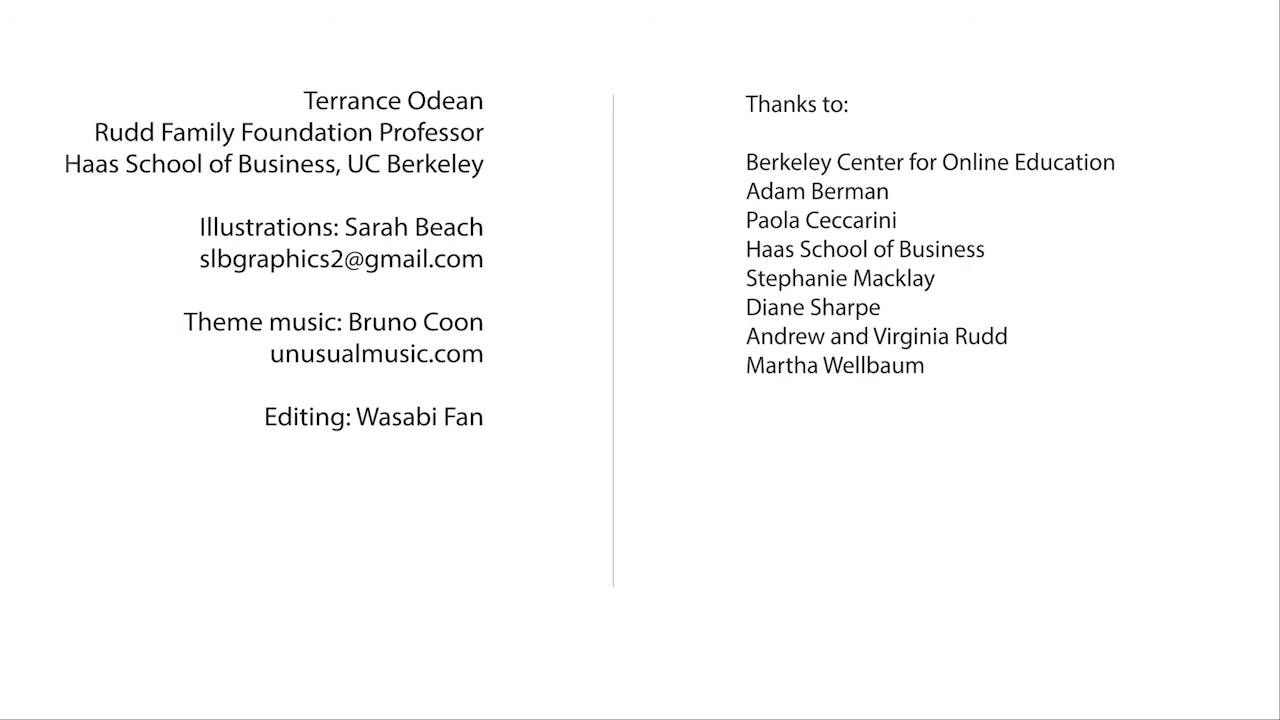 Terrance Odean
Rudd Family Foundation Professor
Haas School of Business, UC Berkeley
Illustrations: Sarah Beach
slbgraphics2@gmail.com
Theme music: Bruno Coon
unusualmusic.com
Editing: Wasabi Fan
Thanks to:
Berkeley Center for Online Education
Adam Berman
Paola Ceccarini
Haas School of Business
Stephanie Macklay
Diane Sharpe
Andrew and Virginia Rudd
Martha Wellbaum